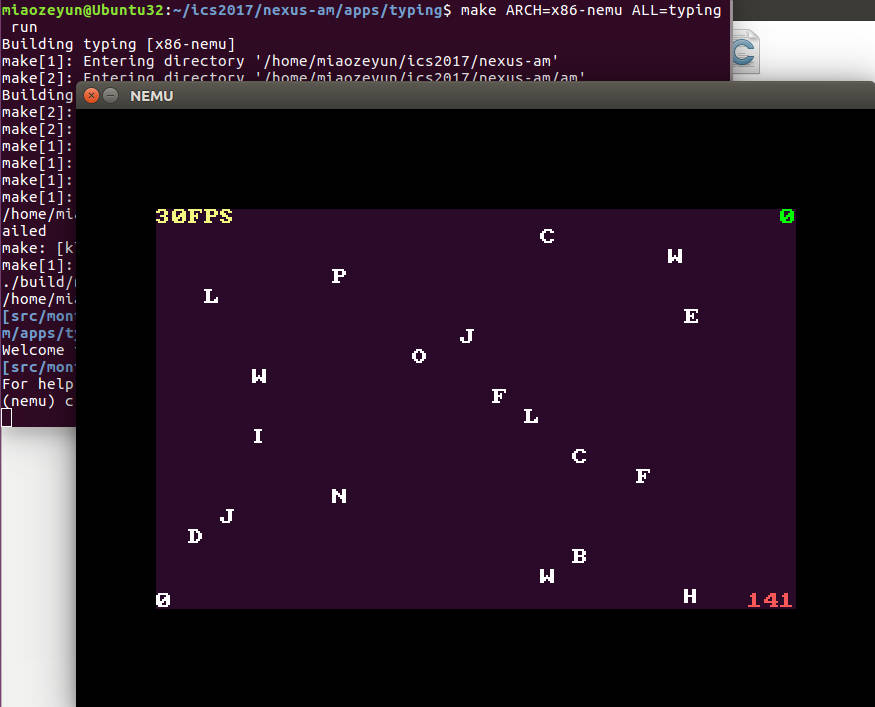 miaozeyun@Ubuntu32:~/ics2017/nexus-am/apps/typing$ make ARCH=x86-nemu ALL=typing
run
Building typing [x86-nemu]
make[1]: Entering directory '/home/miaozeyun/ics2017/nexus-am'
make[2]: Entering directory '/home/miaozeyun/ics2017/nexus-am/am'
Building
NEMU
make[2]:
make[2]:
make[1]:
make[1]:
make[1]:
make[1]:
/home/mia
30FPS
0
ailed
C
make: [k
W
make[1]:
P
./build/
L
/home/mia
[src/mon
E
m/apps/ty
J
Welcome
O
[src/mon
W
For help
F
(nemu) c
L
I
C
F
N
J
D
B
W
H
0
141